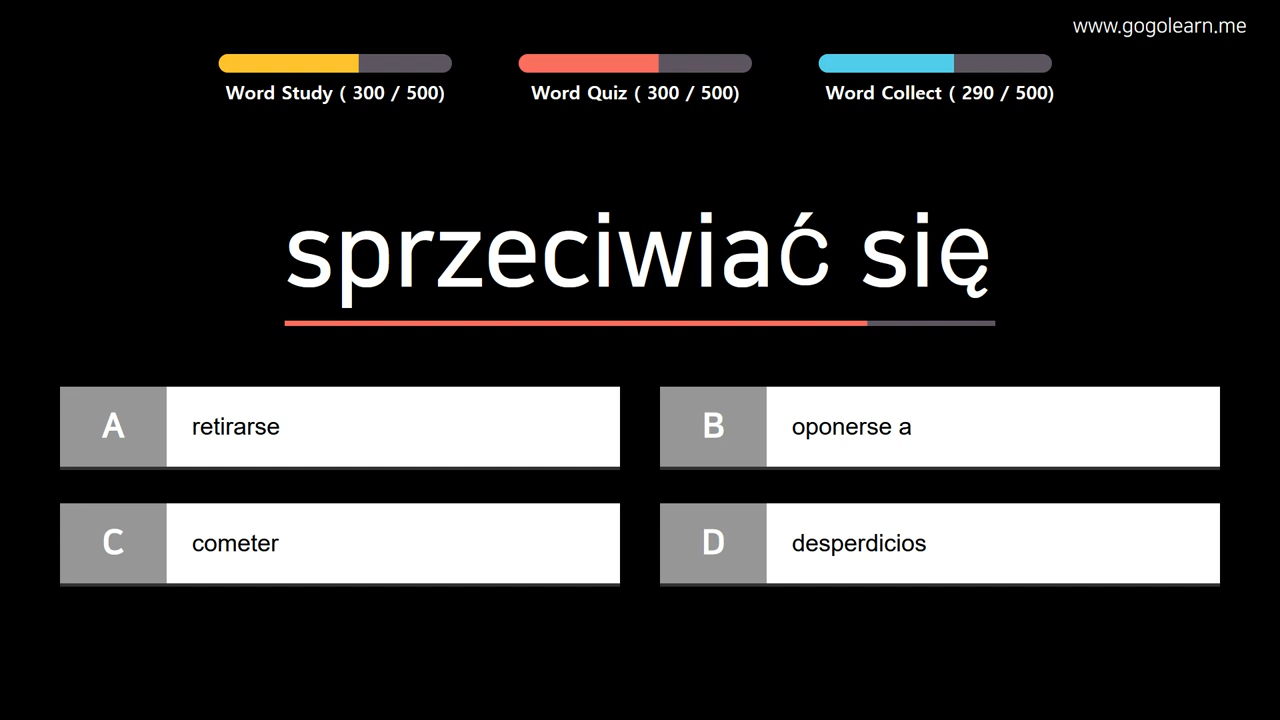 www.gogolearn.me
Word Study ( 300 / 500)
Word Quiz ( 300 / 500)
Word Collect ( 290 / 500)
sprzeciwiać się
A retirarse
B oponerse a
C cometer
D desperdicios